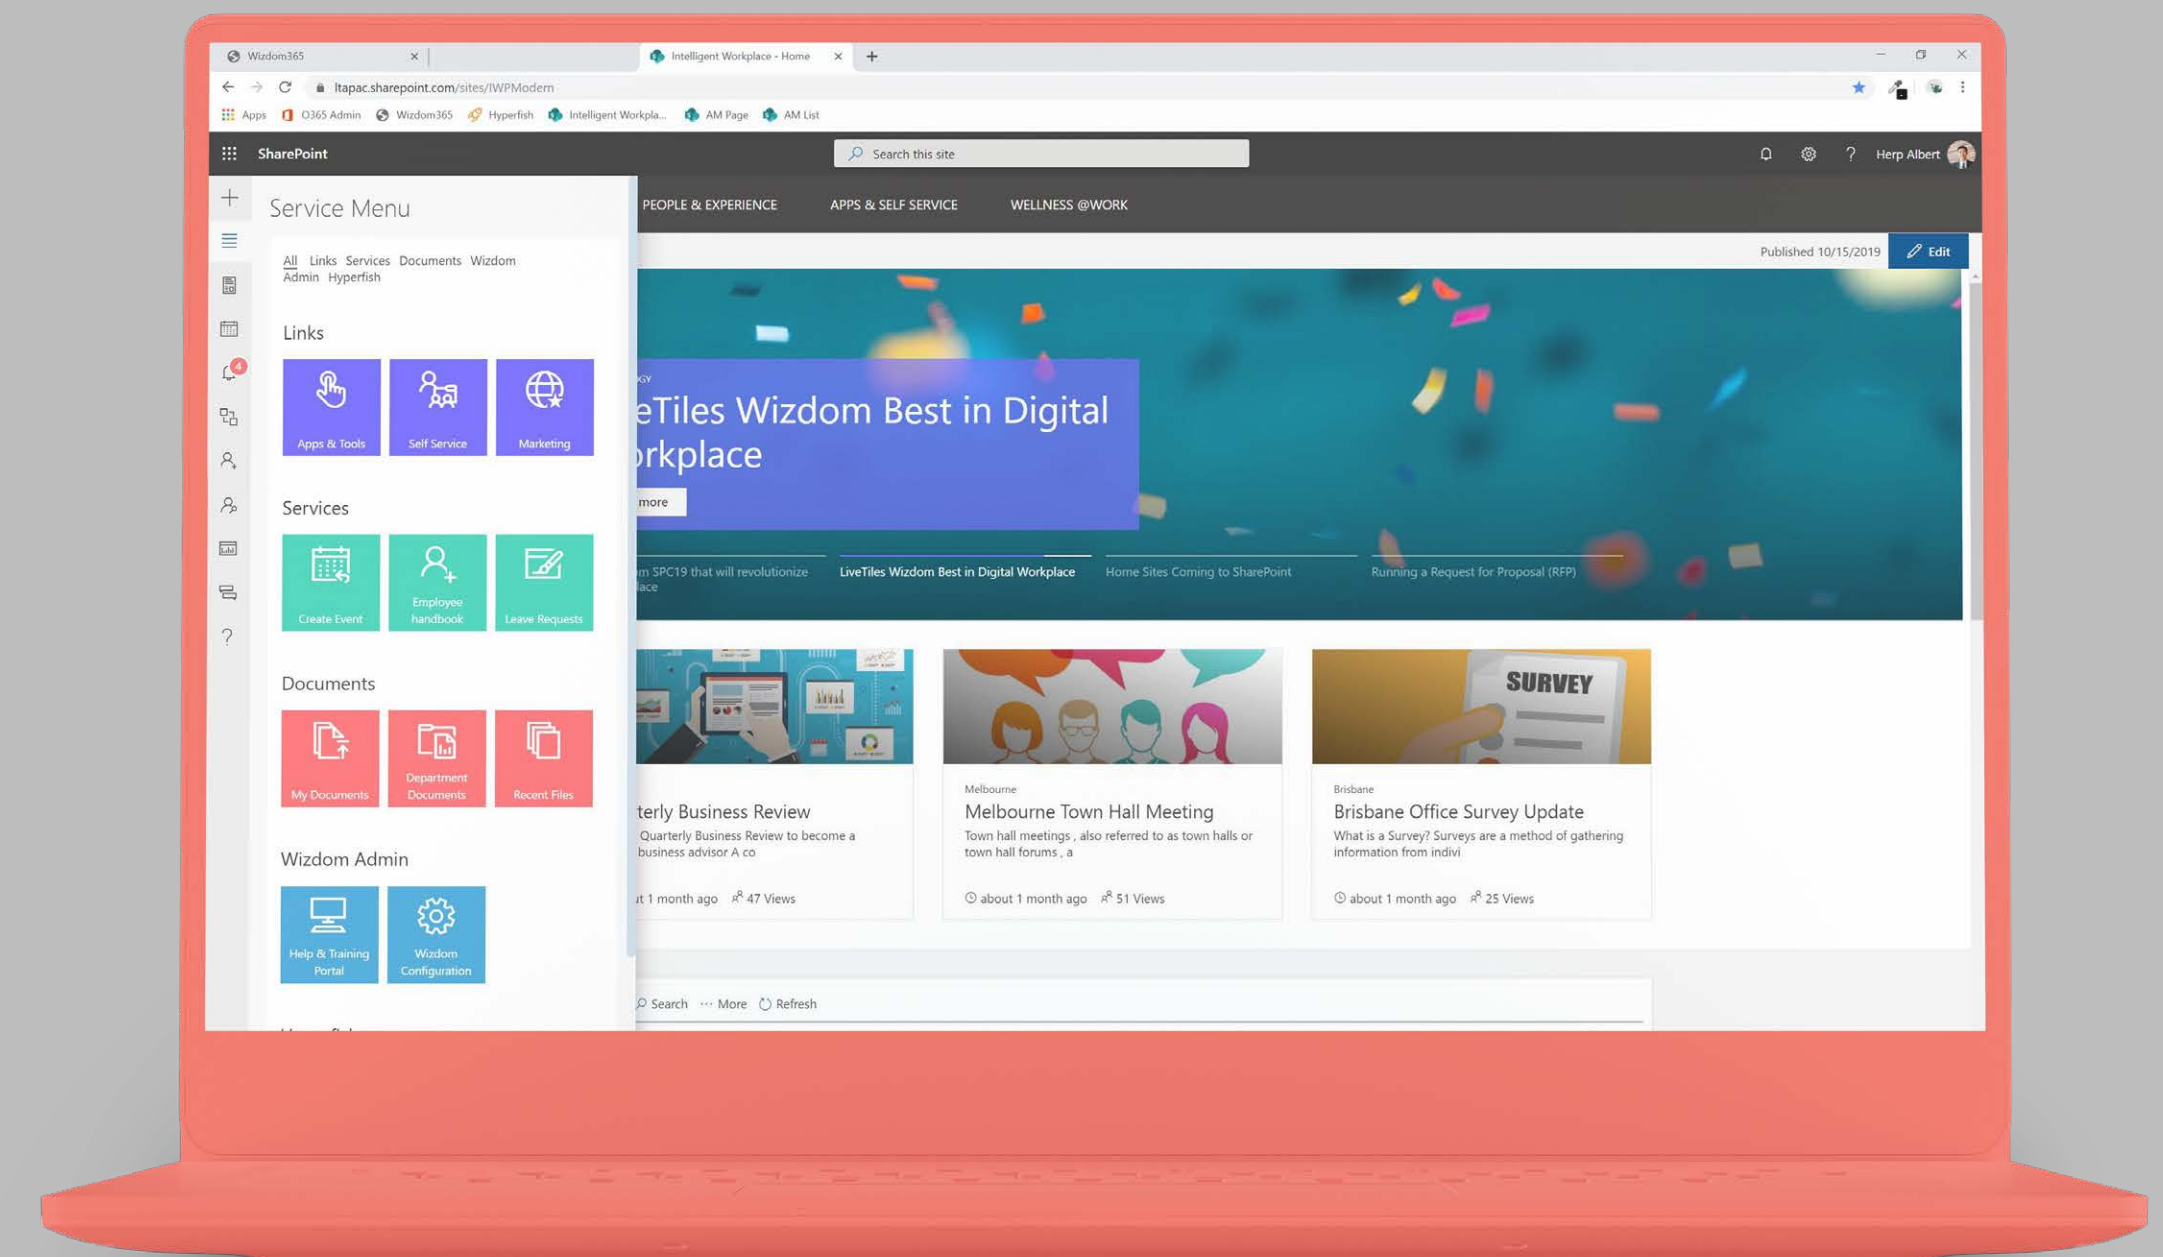 Wizdom365
Intelligent Workplace - Home
ltapac.sharepoint.com/sites/IWPModern
Apps
O365 Admin
Wizdom365
Hyperfish
Intelligent Workpla...
AM Page
AM List
SharePoint
Search this site
Herp Albert
Service Menu
PEOPLE & EXPERIENCE
APPS & SELF SERVICE
WELLNESS @WORK
Published 10/15/2019
Edit
All Links Services Documents Wizdom
Admin Hyperfish
Links
Apps & Tools
Self Service
Marketing
4
Services
Create Event
Employee
handbook
Leave Requests
Documents
My Documents
Department
Documents
Recent Files
Wizdom Admin
Help & Training
Portal
Wizdom
Configuration
GY
eTiles Wizdom Best in Digital
orkplace
more
m SPC19 that will revolutionize
lace
LiveTiles Wizdom Best in Digital Workplace
Home Sites Coming to SharePoint
Running a Request for Proposal (RFP)
terly Business Review
Quarterly Business Review to become a
business advisor A co
t 1 month ago
47 Views
Melbourne
Melbourne Town Hall Meeting
Town hall meetings , also referred to as town halls or
town hall forums , a
about 1 month ago
51 Views
SURVEY
Brisbane
Brisbane Office Survey Update
What is a Survey? Surveys are a method of gathering
information from indivi
about 1 month ago
25 Views
Search
More
Refresh